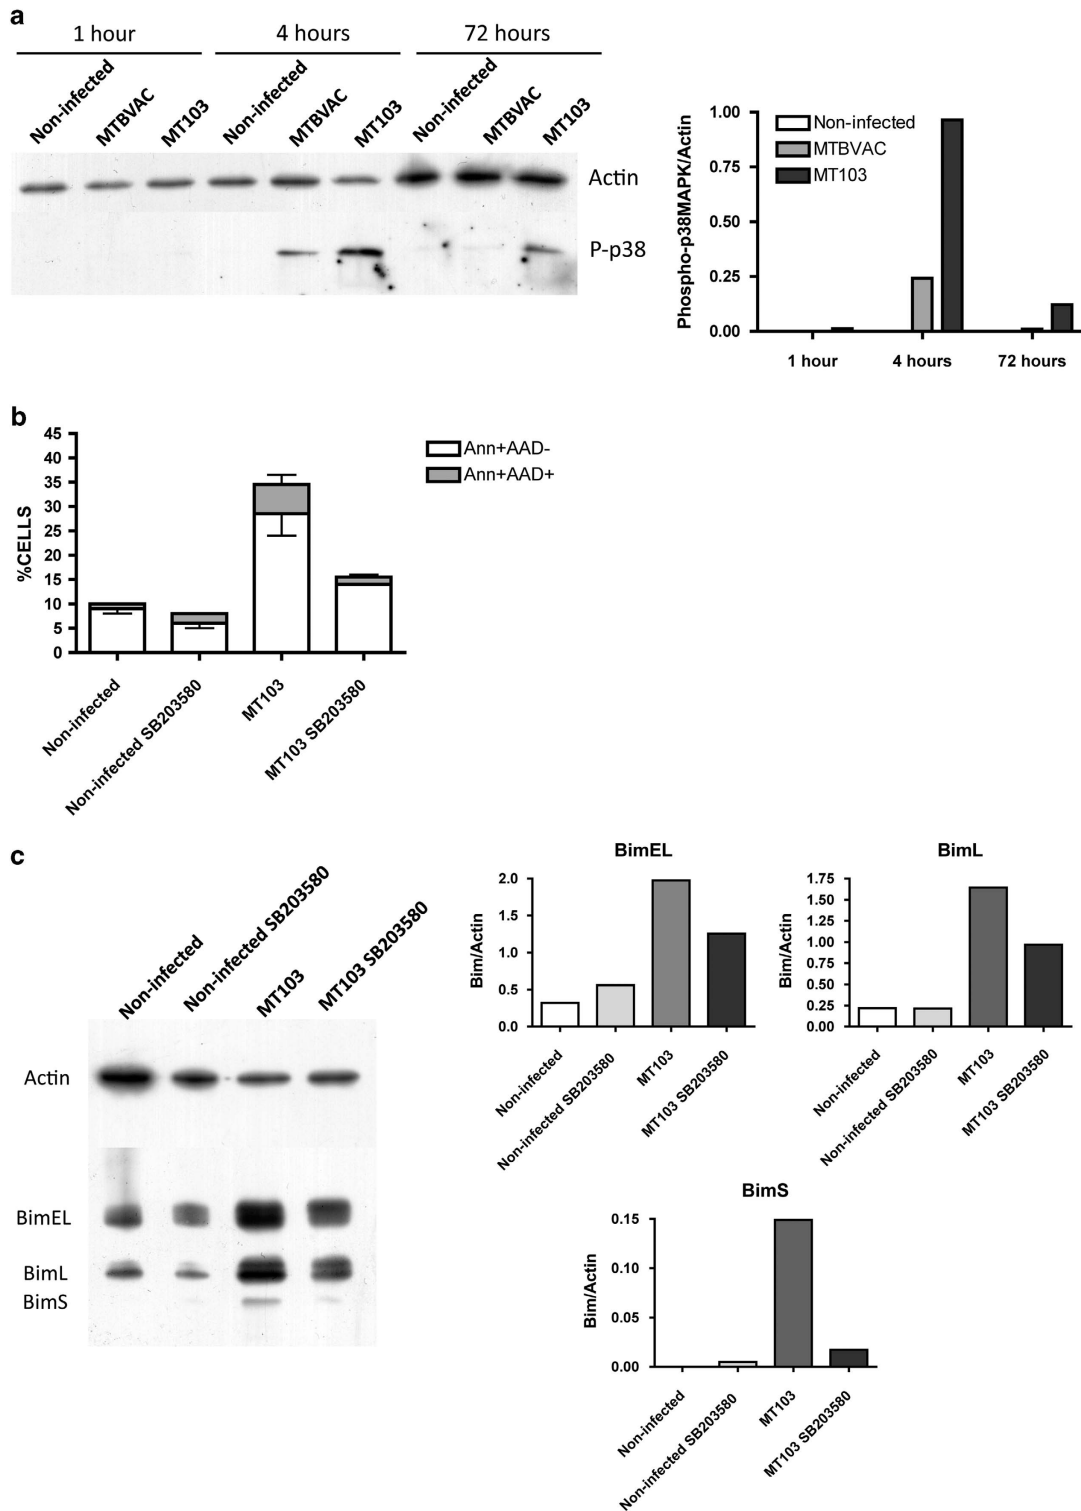 a
1 hour 4 hours 72 hours
Non-infected MTBVAC MT103 Non-infected MTBVAC MT103 Non-infected MTBVAC MT103
Actin
P-p38
Phospho-p38MAPK/Actin
1.00
0.75
0.50
0.25
0.00
Non-infected
MTBVAC
MT103
1 hour 4 hours 72 hours
b
%CELLS
45
40
35
30
25
20
15
10
5
0
Ann+AAD-
Ann+AAD+
Non-infected
Non-infected SB203580
MT103
MT103 SB203580
c
Non-infected
Non-infected SB203580
MT103
MT103 SB203580
Actin
BimEL
BimL
BimS
BimEL
Bim/Actin
2.0
1.5
1.0
0.5
0.0
Non-infected
Non-infected SB203580
MT103
MT103 SB203580
BimL
Bim/Actin
1.75
1.50
1.25
1.00
0.75
0.50
0.25
0.00
Non-infected
Non-infected SB203580
MT103
MT103 SB203580
BimS
Bim/Actin
0.15
0.10
0.05
0.00
Non-infected
Non-infected SB203580
MT103
MT103 SB203580